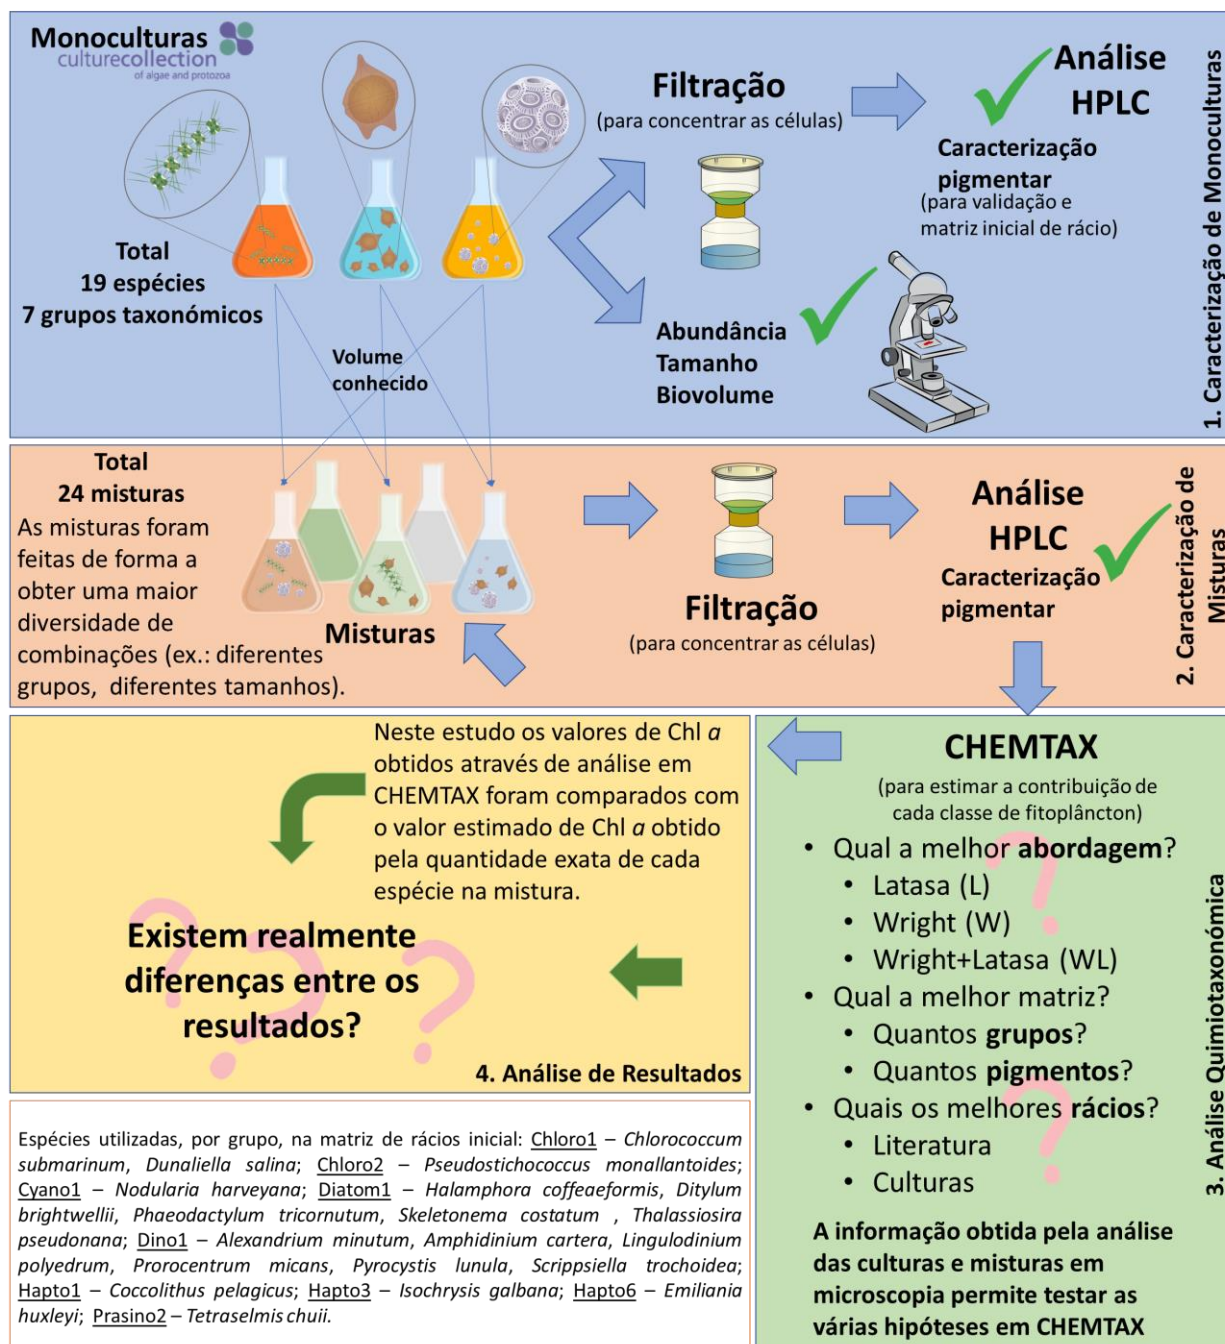 Monoculturas
culturecollection
of algae and protozoa
Total
19 espécies
7 grupos taxonómicos
Volume
conhecido
Filtração
(para concentrar as células)
Análise
HPLC
Caracterização
pigmentar
(para validação e
matriz inicial de rácio)
Abundância
Tamanho
Biovolume
1. Caracterização de Monoculturas
Total
24 misturas
As misturas foram
feitas de forma a
obter uma maior
diversidade de
combinações (ex.: diferentes
grupos, diferentes tamanhos).
Misturas
Filtração
(para concentrar as células)
Análise
HPLC
Caracterização
pigmentar
2. Caracterização de
Misturas
CHEMTAX
(para estimar a contribuição de
cada classe de fitoplâncton)
• Qual a melhor abordagem?
• Latasa (L)
• Wright (W)
• Wright+Latasa (WL)
• Qual a melhor matriz?
• Quantos grupos?
• Quantos pigmentos?
• Quais os melhores rácios?
• Literatura
• Culturas
A informação obtida pela análise
das culturas e misturas em
microscopia permite testar as
várias hipóteses em CHEMTAX
3. Análise Quimiotaxonómica
Neste estudo os valores de Chl a
obtidos através de análise em
CHEMTAX foram comparados com
o valor estimado de Chl a obtido
pela quantidade exata de cada
espécie na mistura.
Existem realmente
diferenças entre os
resultados?
4. Análise de Resultados
Espécies utilizadas, por grupo, na matriz de rácios inicial: Chloro1 – Chlorococcum
submarinum, Dunaliella salina; Chloro2 – Pseudostichococcus monallantoides;
Cyano1 – Nodularia harveyana; Diatom1 – Halamphora coffeaeformis, Ditylum
brightwellii, Phaeodactylum tricornutum, Skeletonema costatum , Thalassiosira
pseudonana; Dino1 – Alexandrium minutum, Amphidinium cartera, Lingulodinium
polyedrum, Prorocentrum micans, Pyrocystis lunula, Scrippsiella trochoidea;
Hapto1 – Coccolithus pelagicus; Hapto3 – Isochrysis galbana; Hapto6 – Emiliania
huxleyi; Prasino2 – Tetraselmis chuii.